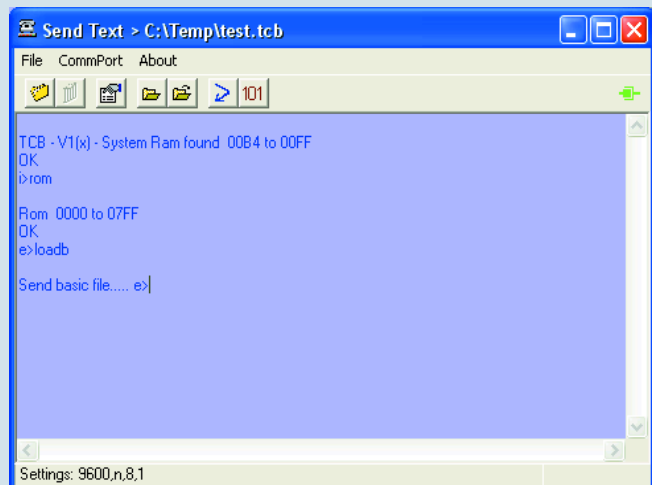 Send Text > C:\Temp\test.tcb
File CommPort About
101
TCB - V1(x) - System Ram found 00B4 to 00FF
OK
i>rom
Rom 0000 to 07FF
OK
e>loadb
Send basic file..... e>
Settings: 9600,n,8,1